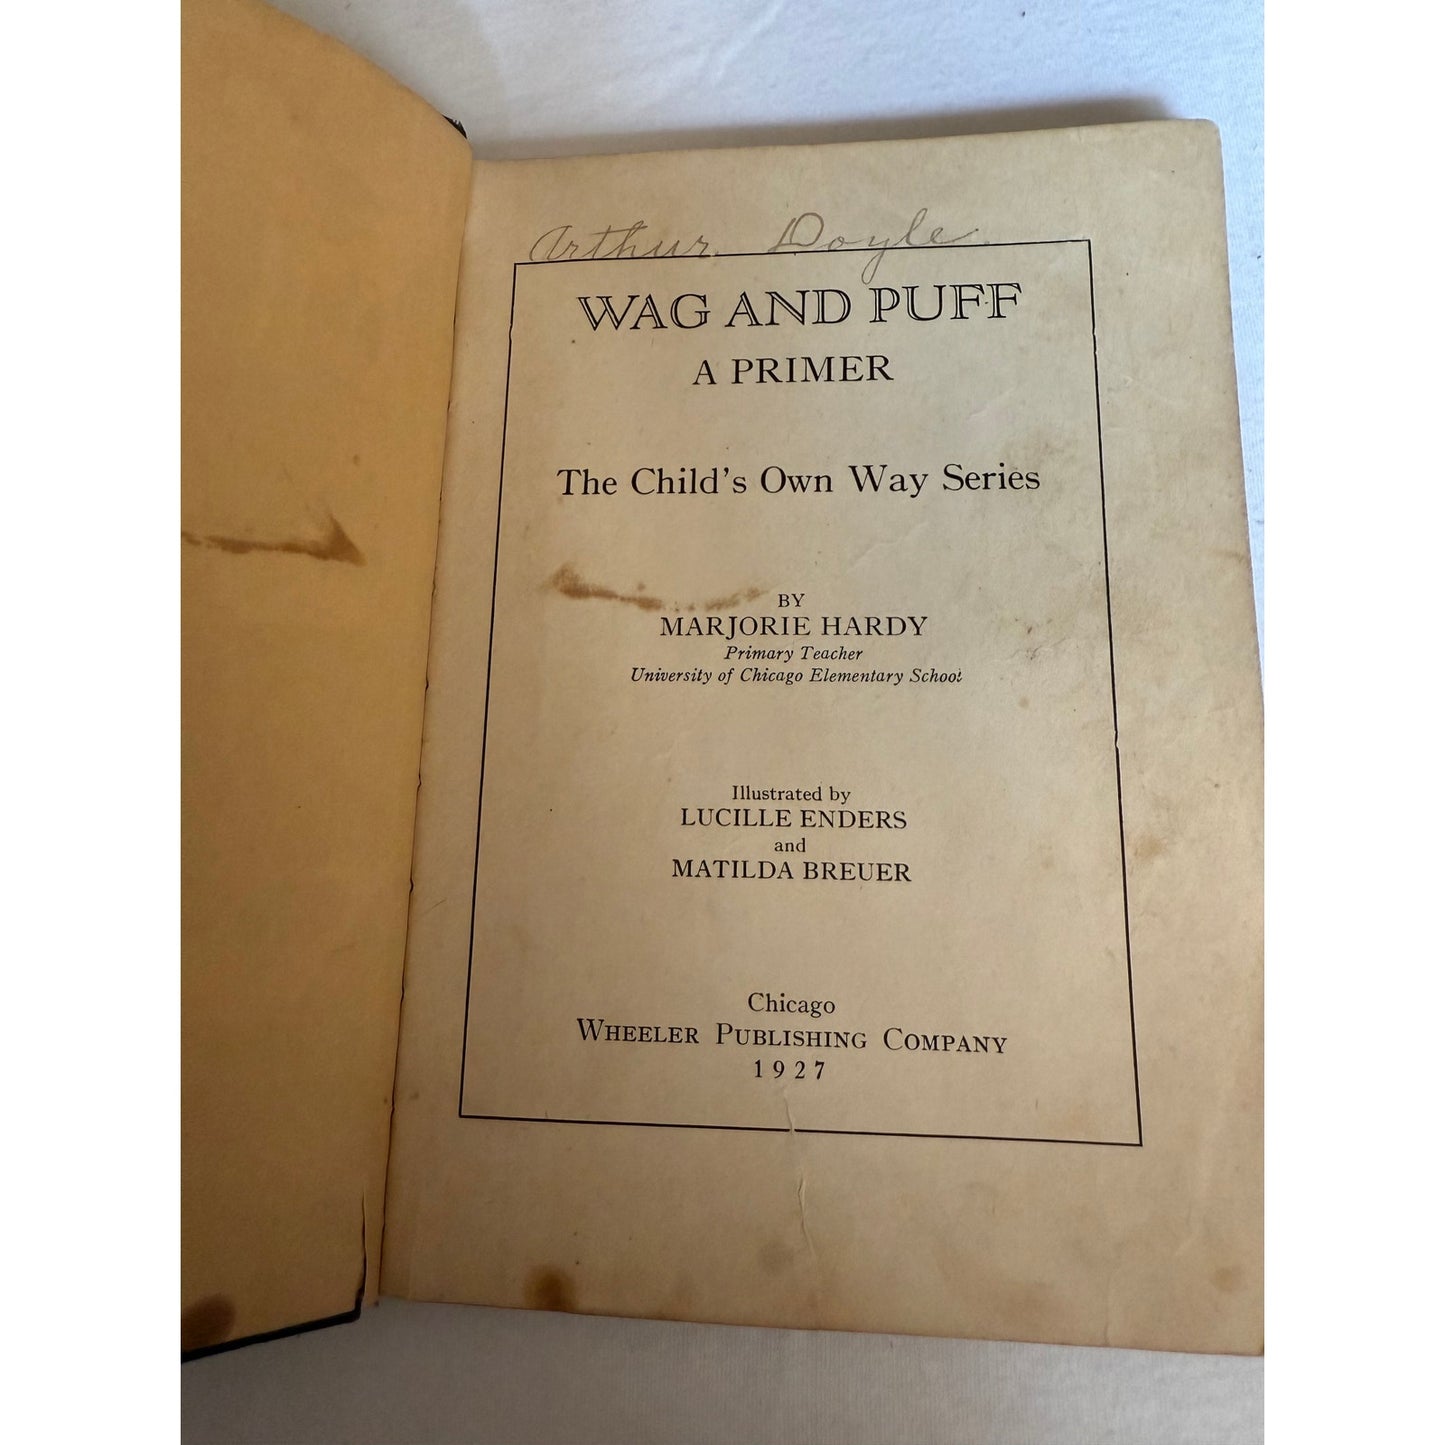 Arthur Doyle
WAG AND PUFF
A PRIMER
The Child's Own Way Series
BY
MARJORIE HARDY
Primary Teacher
University of Chicago Elementary School
Illustrated by
LUCILLE ENDERS
and
MATILDA BREUER
Chicago
WHEELER PUBLISHING COMPANY
1927